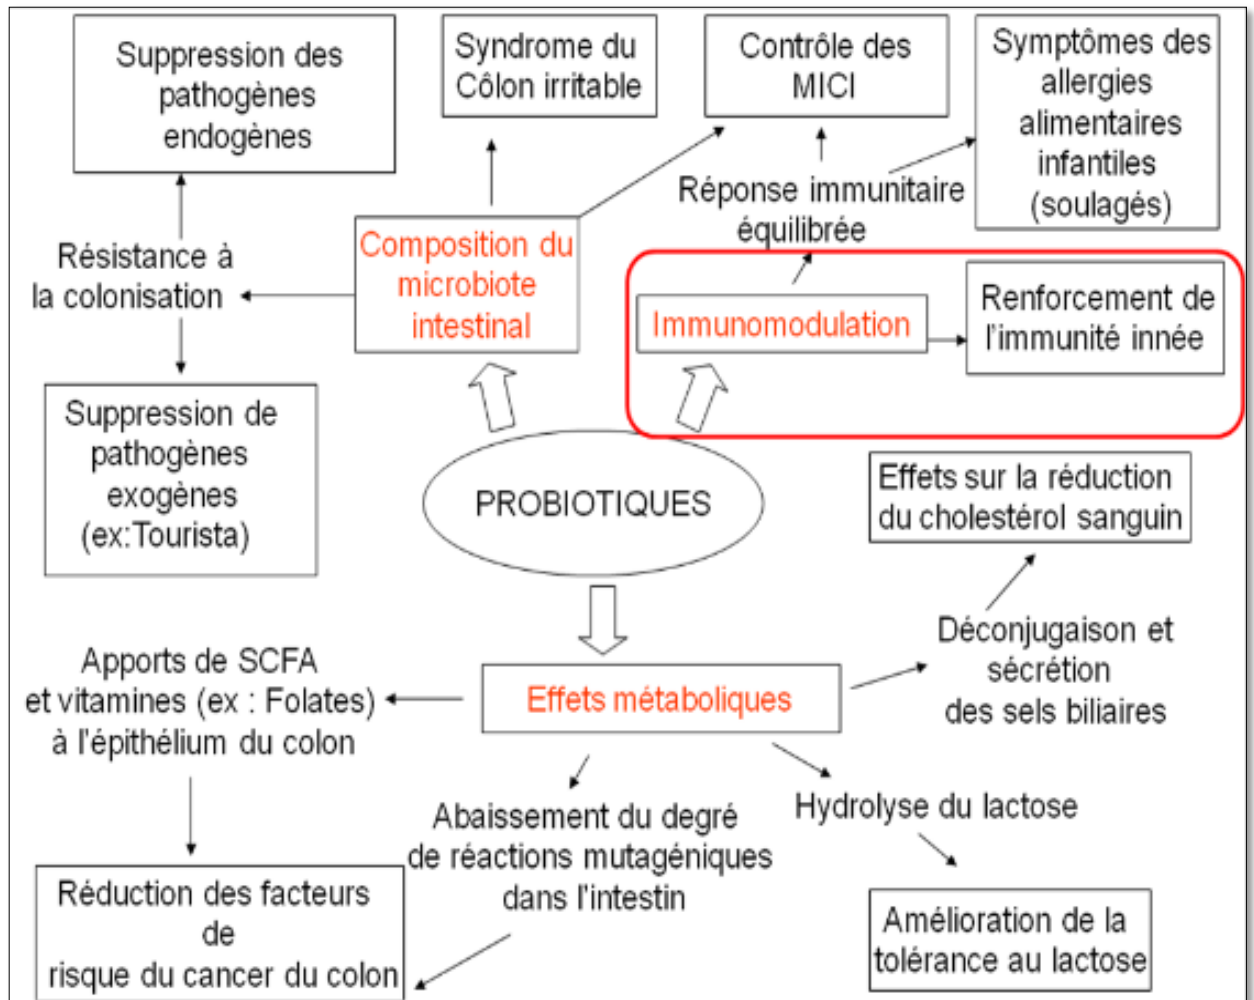 Suppression des
pathogènes
endogènes
Syndrome du
Côlon irritable
Contrôle des
MICI
Symptômes des
allergies
alimentaires
infantiles
(soulagés)
Réponse immunitaire
équilibrée
Résistance à
la colonisation
Composition du
microbiote
intestinal
Immunomodulation
Renforcement de
l'immunité innée
Suppression de
pathogènes
exogènes
(ex:Tourista)
PROBIOTIQUES
Effets sur la réduction
du cholestérol sanguin
Déconjugaison et
sécrétion
des sels biliaires
Apports de SCFA
et vitamines (ex : Folates)
à l'épithélium du colon
Effets métaboliques
Hydrolyse du lactose
Abaissement du degré
de réactions mutagéniques
dans l'intestin
Réduction des facteurs
de
risque du cancer du colon
Amélioration de la
tolérance au lactose